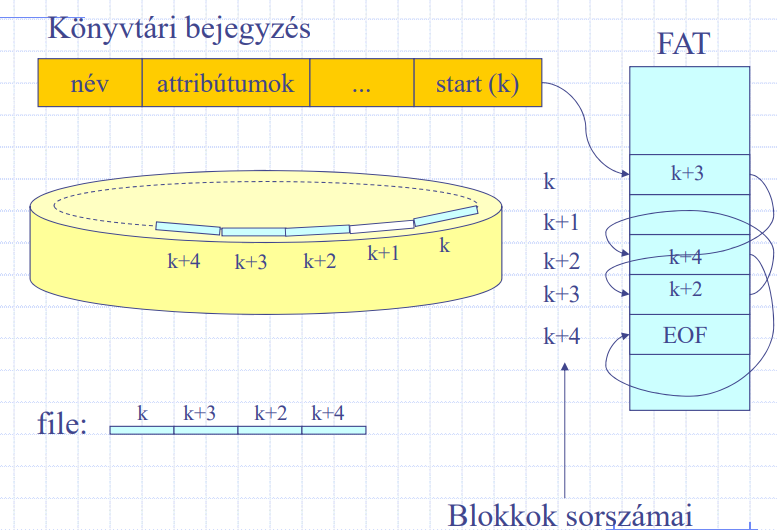 Könyvtári bejegyzés
név attribútumok ... start (k)
FAT
k
k+1
k+2
k+3
k+4
k+3
k+4
k+2
EOF
k+4 k+3 k+2 k+1 k
file: k k+3 k+2 k+4
Blokkok sorszámai